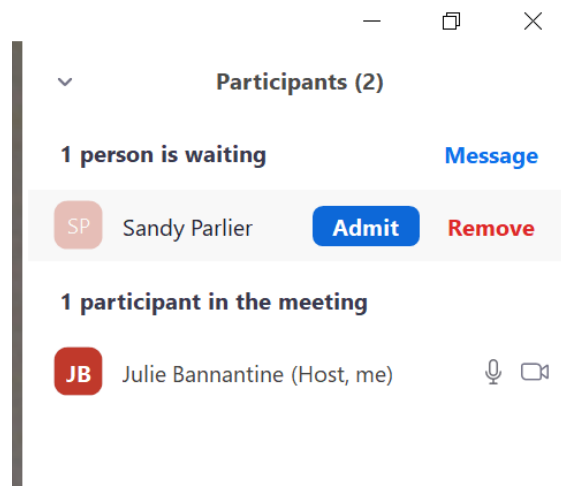 Participants (2)
1 person is waiting Message
SP Sandy Parlier Admit Remove
1 participant in the meeting
JB Julie Bannantine (Host, me)